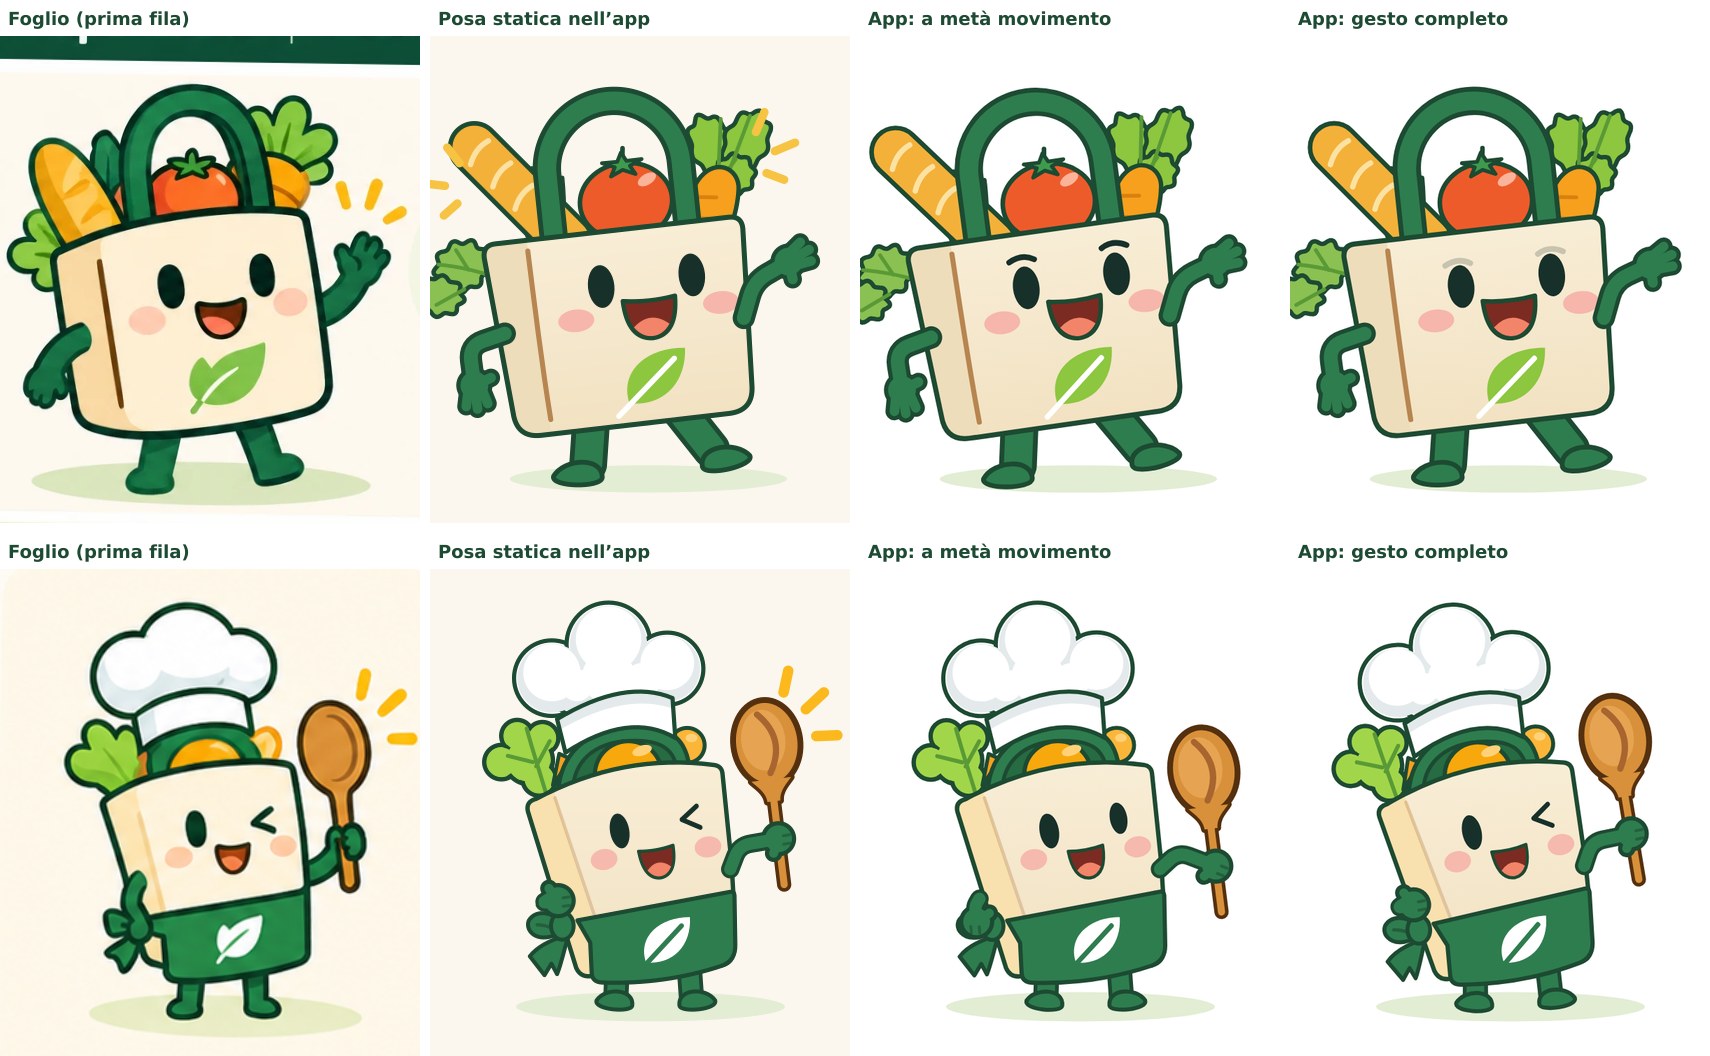 Foglio (prima fila)
Posa statica nell’app
App: a metà movimento
App: gesto completo
Foglio (prima fila)
Posa statica nell’app
App: a metà movimento
App: gesto completo